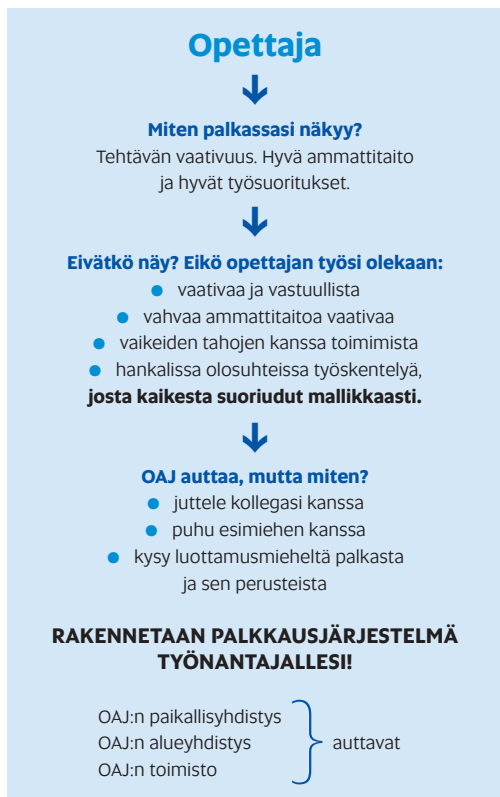 Opettaja
Miten palkassasi näkyy?
Tehtävän vaativuus. Hyvä ammattitaito
ja hyvät työsuoritukset.
Eivätkö näy? Eikö opettajan työsi olekaan:
● vaativaa ja vastuullista
● vahvaa ammattitaitoa vaativaa
● vaikeiden tahojen kanssa toimimista
● hankalissa olosuhteissa työskentelyä,
josta kaikesta suoriudut mallikkaasti.
OAJ auttaa, mutta miten?
● juttele kollegasi kanssa
● puhu esimiehen kanssa
● kysy luottamusmieheltä palkasta
ja sen perusteista
RAKENNETAAN PALKKAUSJÄRJESTELMÄ
TYÖNANTAJALLESI!
OAJ:n paikallisyhdistys
OAJ:n alueyhdistys auttavat
OAJ:n toimisto